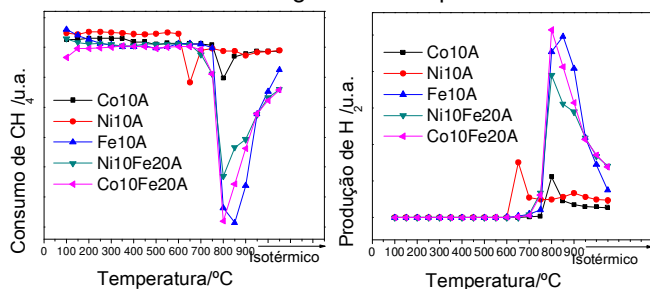 Consumo de CH4 /u.a.
Co10A
Ni10A
Fe10A
Ni10Fe20A
Co10Fe20A
0 100 200 300 400 500 600 700 800 900
Isotérmico
Temperatura/ºC
Produção de H2/u.a.
Co10A
Ni10A
Fe10A
Ni10Fe20A
Co10Fe20A
0 100 200 300 400 500 600 700 800 900
Isotérmico
Temperatura/ºC